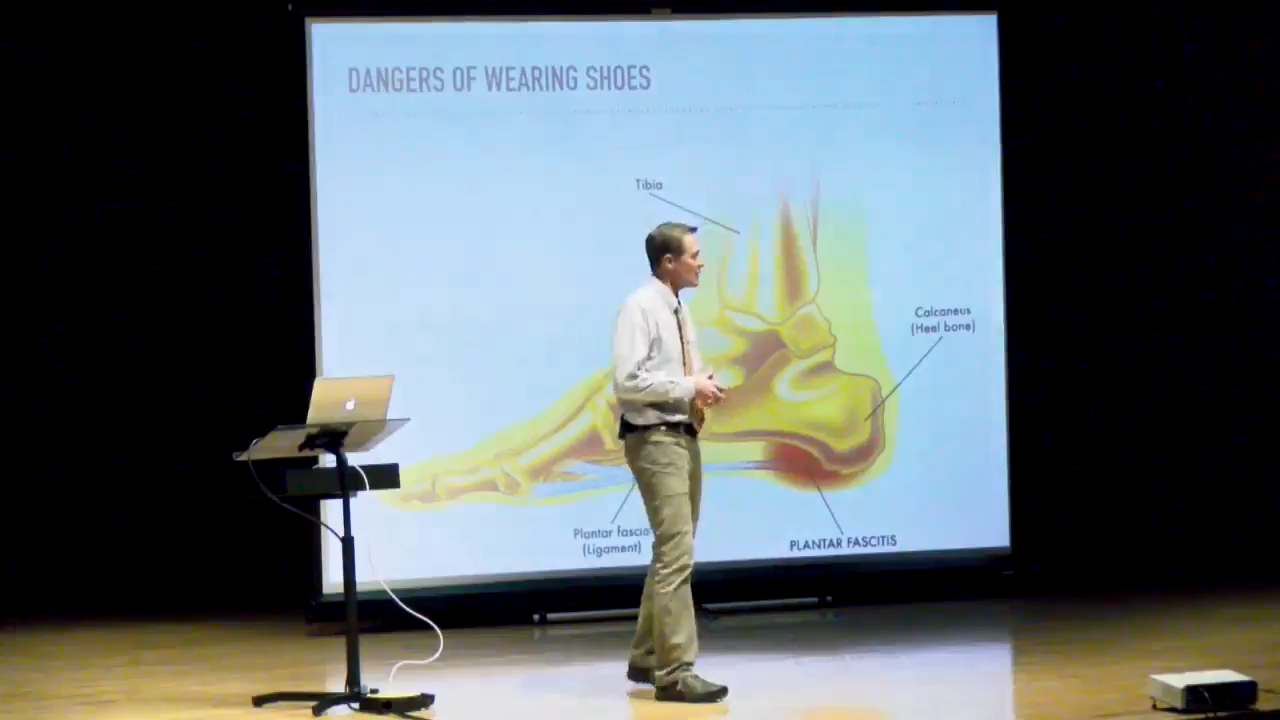 DANGERS OF WEARING SHOES
Tibia
Calcaneus
(Heel bone)
Plantar fascia
(Ligament)
PLANTAR FASCITIS